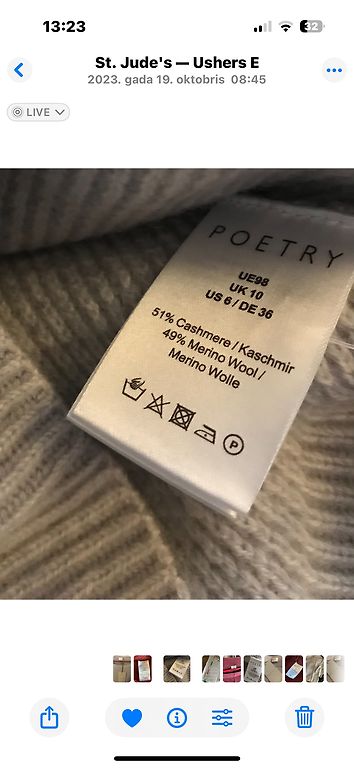 13:23
32
St. Jude's — Ushers E
2023. gada 19. oktobris 08:45
LIVE
POETRY
UE98
UK 10
US 6 / DE 36
51% Cashmere / Kaschmir
49% Merino Wool /
Merino Wolle
P